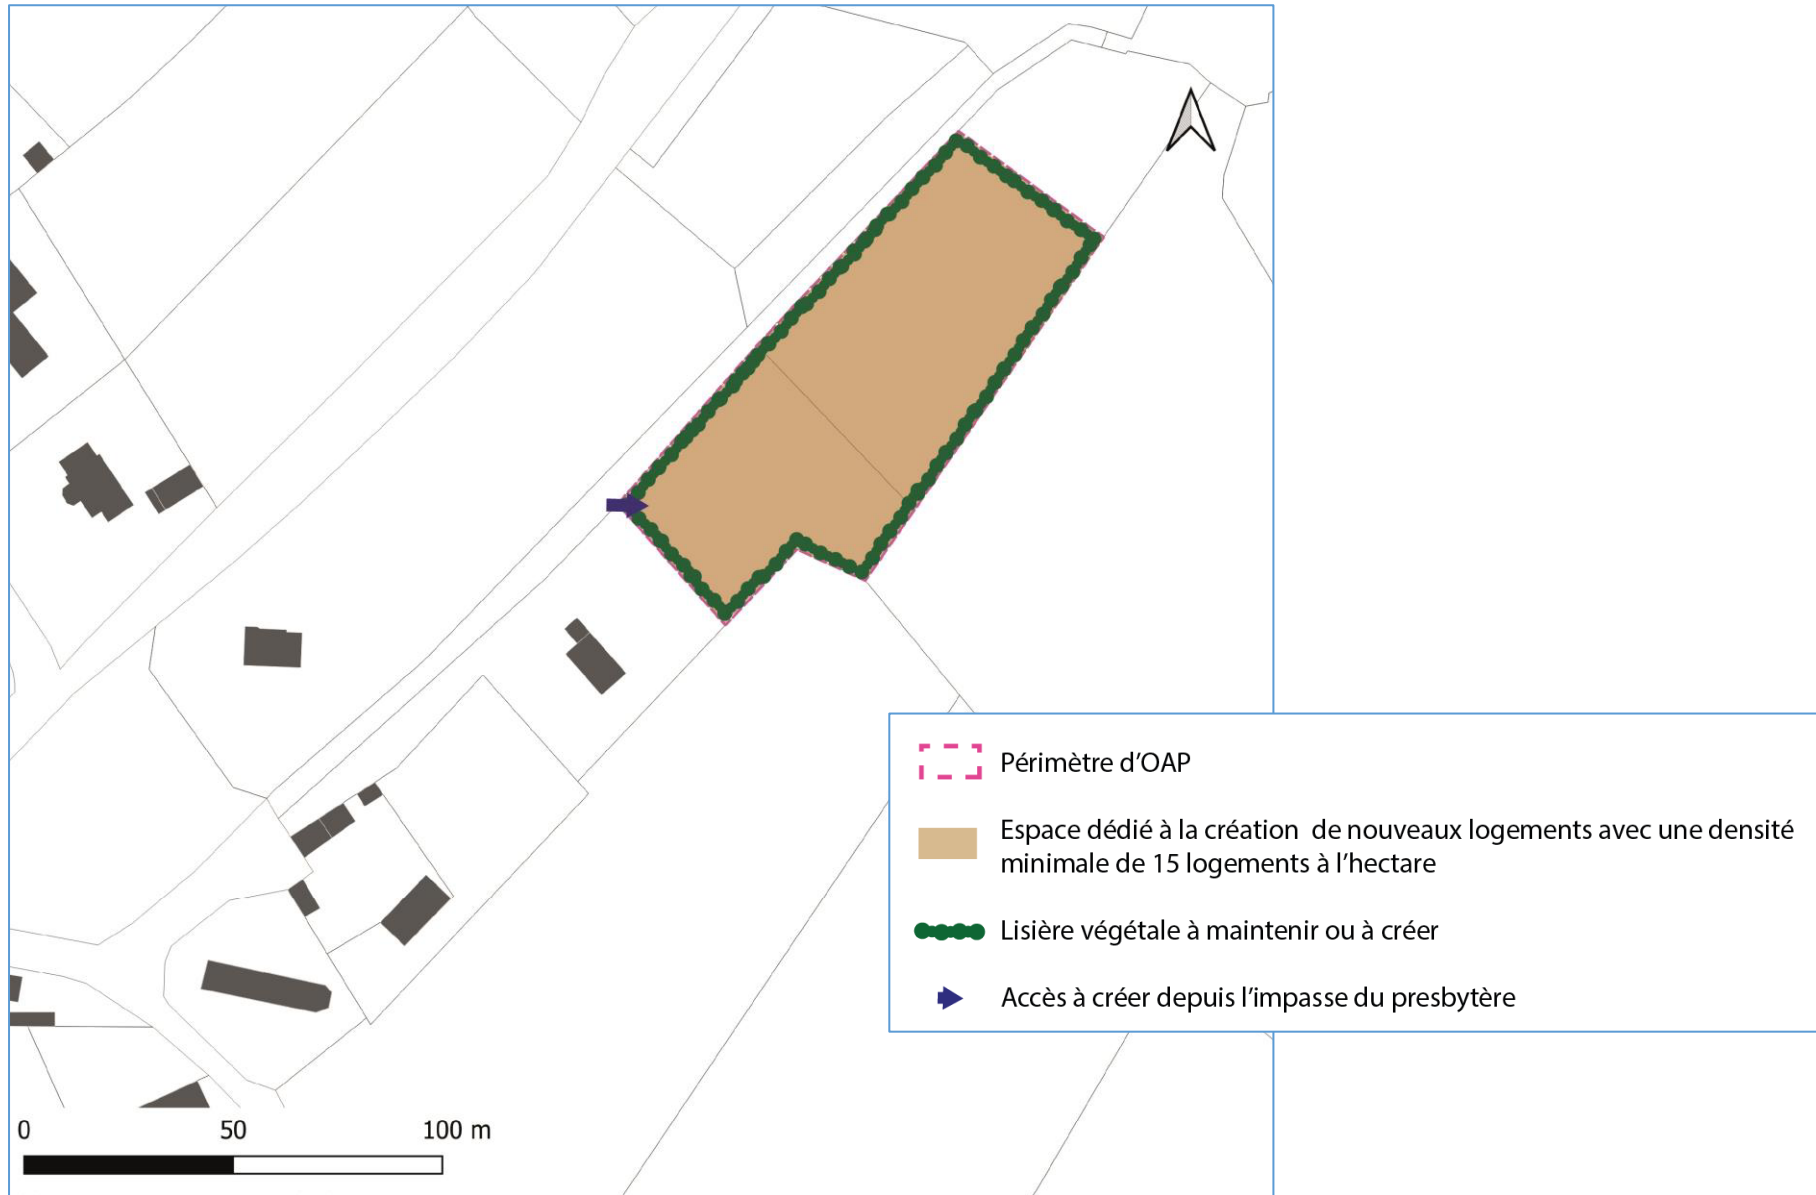 Périmètre d'OAP
Espace dédié à la création de nouveaux logements avec une densité
minimale de 15 logements à l'hectare
Lisière végétale à maintenir ou à créer
Accès à créer depuis l'impasse du presbytère
0 50 100 m